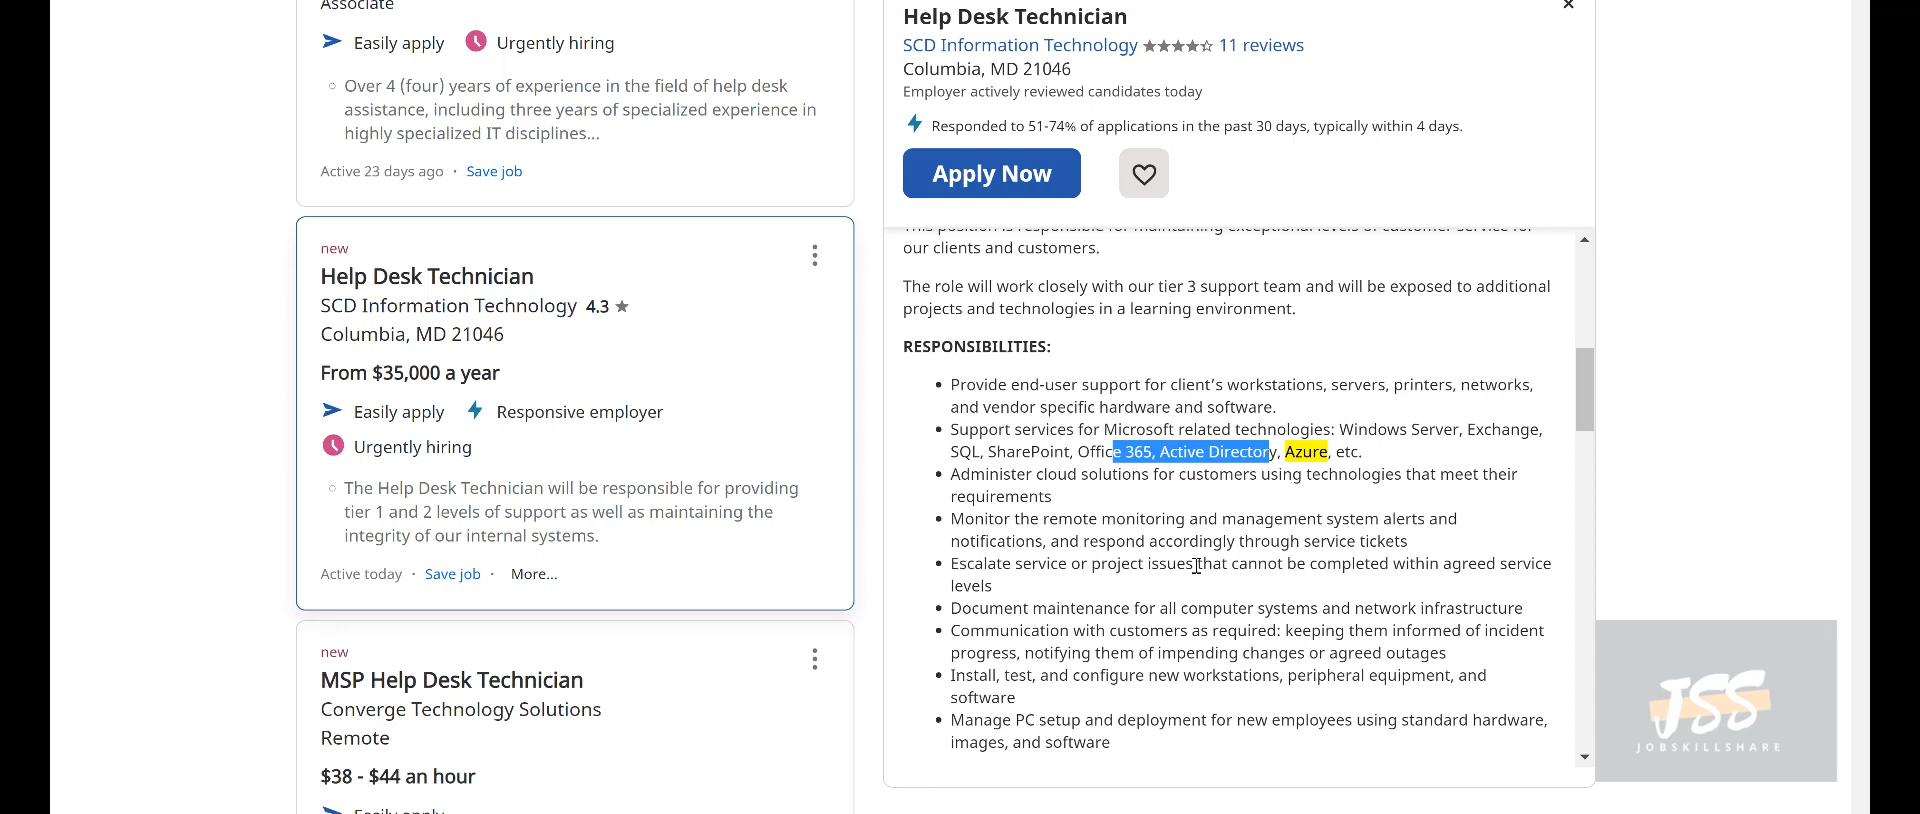 Associate
Easily apply Urgently hiring
Over 4 (four) years of experience in the field of help desk
assistance, including three years of specialized experience in
highly specialized IT disciplines...
Active 23 days ago · Save job
new
Help Desk Technician
SCD Information Technology 4.3 ★
Columbia, MD 21046
From $35,000 a year
Easily apply Responsive employer
Urgently hiring
The Help Desk Technician will be responsible for providing
tier 1 and 2 levels of support as well as maintaining the
integrity of our internal systems.
Active today · Save job · More...
new
MSP Help Desk Technician
Converge Technology Solutions
Remote
$38 - $44 an hour
Easily apply
Help Desk Technician
SCD Information Technology ★★★★☆ 11 reviews
Columbia, MD 21046
Employer actively reviewed candidates today
Responded to 51-74% of applications in the past 30 days, typically within 4 days.
Apply Now
This position is responsible for maintaining exceptional levels of customer service for
our clients and customers.
The role will work closely with our tier 3 support team and will be exposed to additional
projects and technologies in a learning environment.
RESPONSIBILITIES:
• Provide end-user support for client’s workstations, servers, printers, networks,
and vendor specific hardware and software.
• Support services for Microsoft related technologies: Windows Server, Exchange,
SQL, SharePoint, Office 365, Active Directory, Azure, etc.
• Administer cloud solutions for customers using technologies that meet their
requirements
• Monitor the remote monitoring and management system alerts and
notifications, and respond accordingly through service tickets
• Escalate service or project issues that cannot be completed within agreed service
levels
• Document maintenance for all computer systems and network infrastructure
• Communication with customers as required: keeping them informed of incident
progress, notifying them of impending changes or agreed outages
• Install, test, and configure new workstations, peripheral equipment, and
software
• Manage PC setup and deployment for new employees using standard hardware,
images, and software
JSS
JOBSKILLSHARE